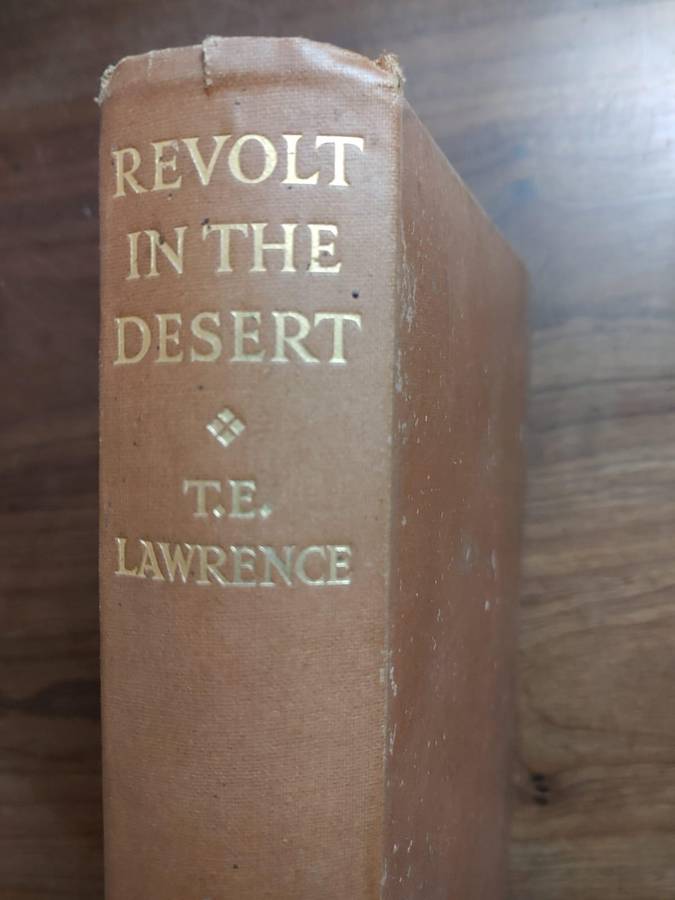 REVOLT
IN THE
DESERT
T.E.
LAWRENCE